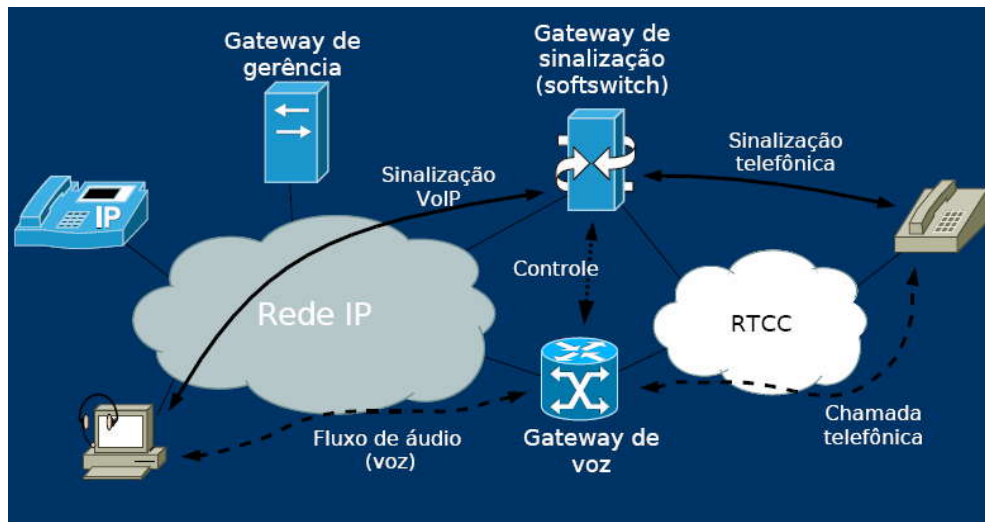 Gateway de
gerência
Gateway de
sinalização
(softswitch)
Sinalização
telefônica
Sinalização
VoIP
IP
Controle
Rede IP
RTCC
Fluxo de áudio
(voz)
Gateway de
voz
Chamada
telefônica